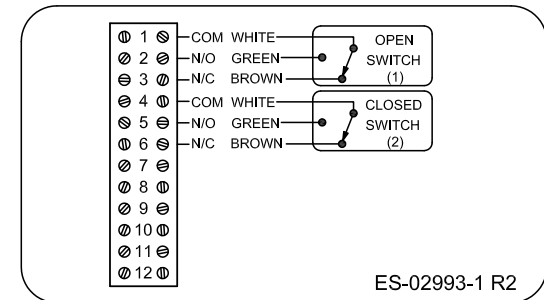 1 COM WHITE OPEN
2 N/O GREEN SWITCH
3 N/C BROWN (1)
4 COM WHITE CLOSED
5 N/O GREEN SWITCH
6 N/C BROWN (2)
7
8
9
10
11
12
ES-02993-1 R2